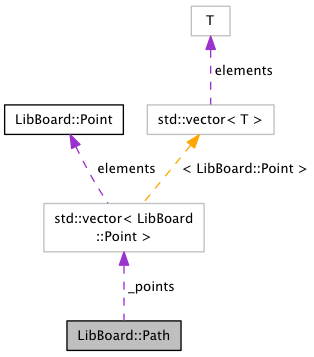 T
elements
LibBoard::Point
std::vector< T >
elements
< LibBoard::Point >
std::vector< LibBoard
::Point >
_points
LibBoard::Path